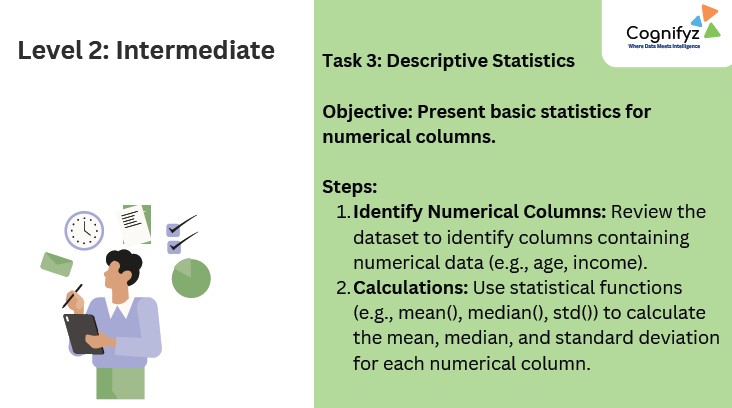 Level 2: Intermediate
Cognifyz
Where Data Meets Intelligence
Task 3: Descriptive Statistics
Objective: Present basic statistics for
numerical columns.
Steps:
1. Identify Numerical Columns: Review the
dataset to identify columns containing
numerical data (e.g., age, income).
2. Calculations: Use statistical functions
(e.g., mean(), median(), std()) to calculate
the mean, median, and standard deviation
for each numerical column.